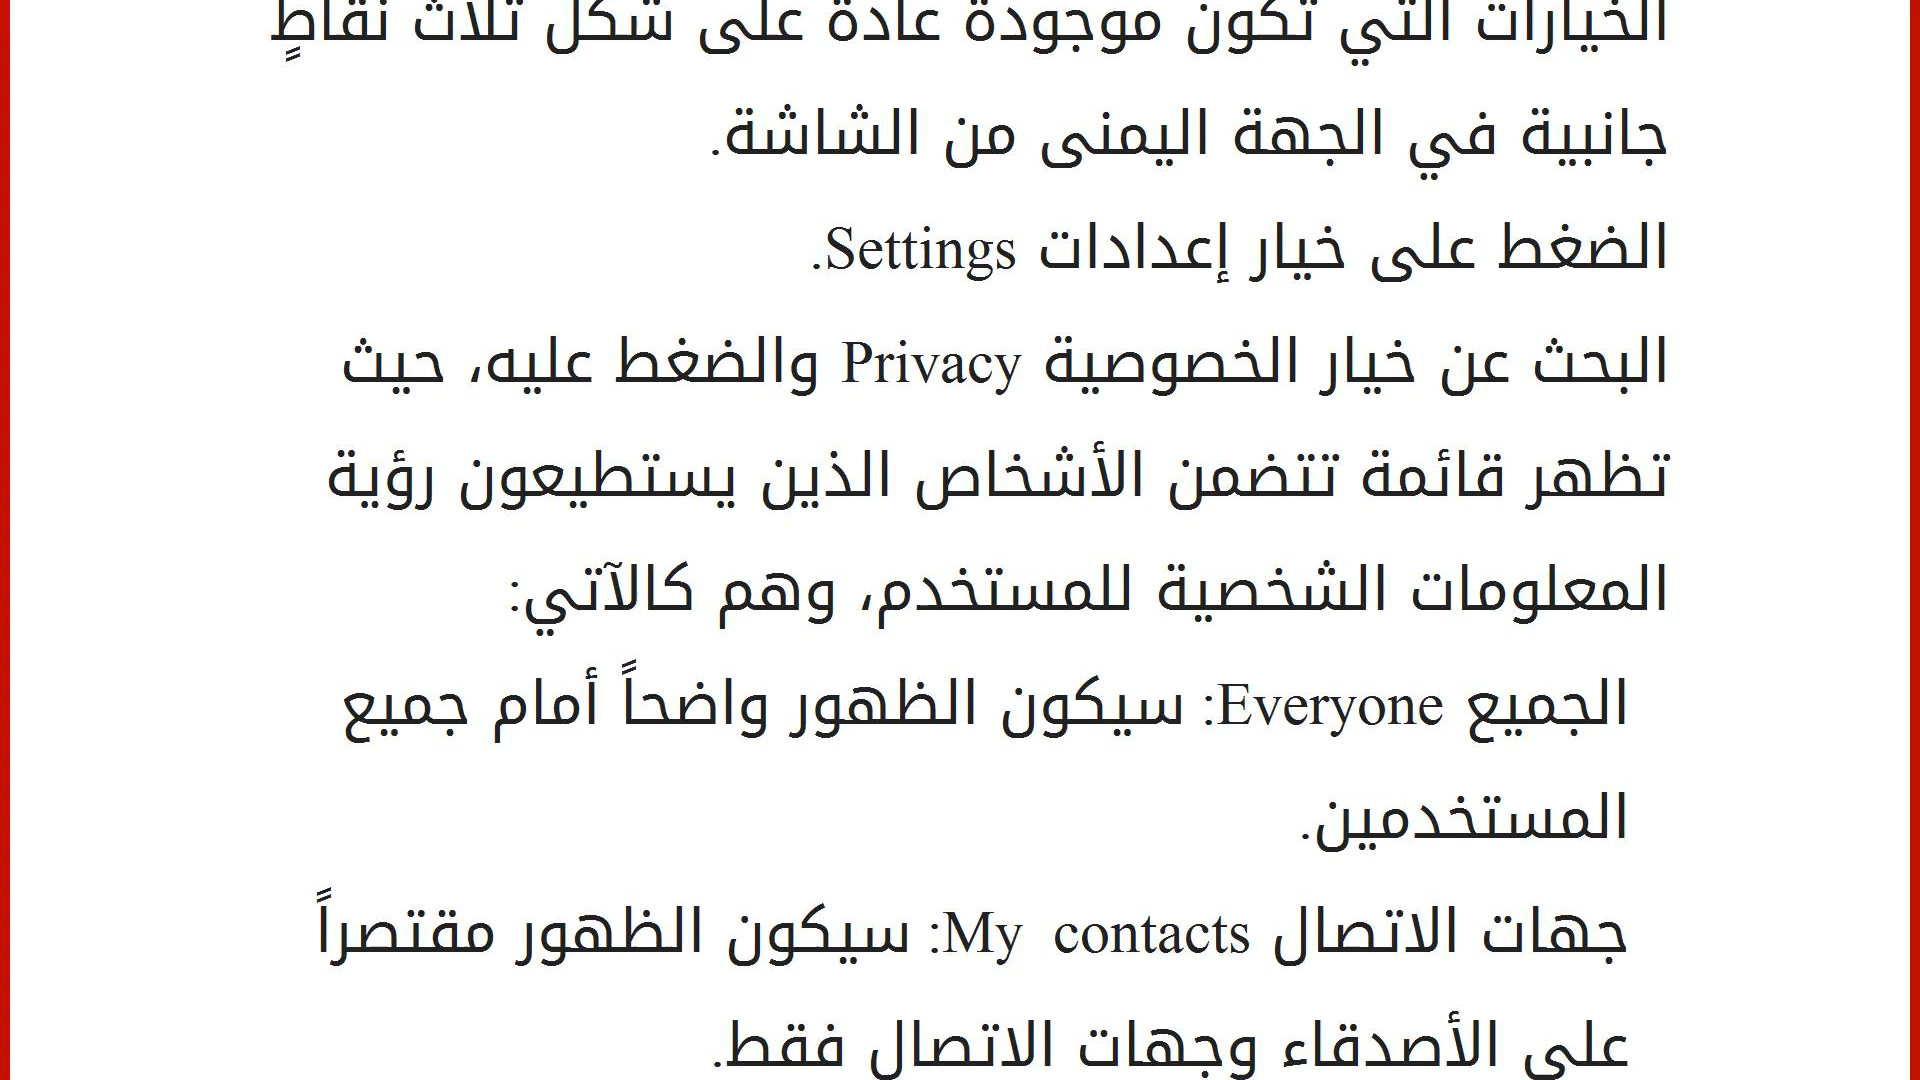 الخيارات التي تكون موجودة عادة على شكل ثلاث نقاطٍ
جانبية في الجهة اليمنى من الشاشة.
الضغط على خيار إعدادات Settings.
البحث عن خيار الخصوصية Privacy والضغط عليه، حيث
تظهر قائمة تتضمن الأشخاص الذين يستطيعون رؤية
المعلومات الشخصية للمستخدم، وهم كالآتي:
الجميع Everyone: سيكون الظهور واضحاً أمام جميع
المستخدمين.
جهات الاتصال My contacts: سيكون الظهور مقتصراً
على الأصدقاء وجهات الاتصال فقط.